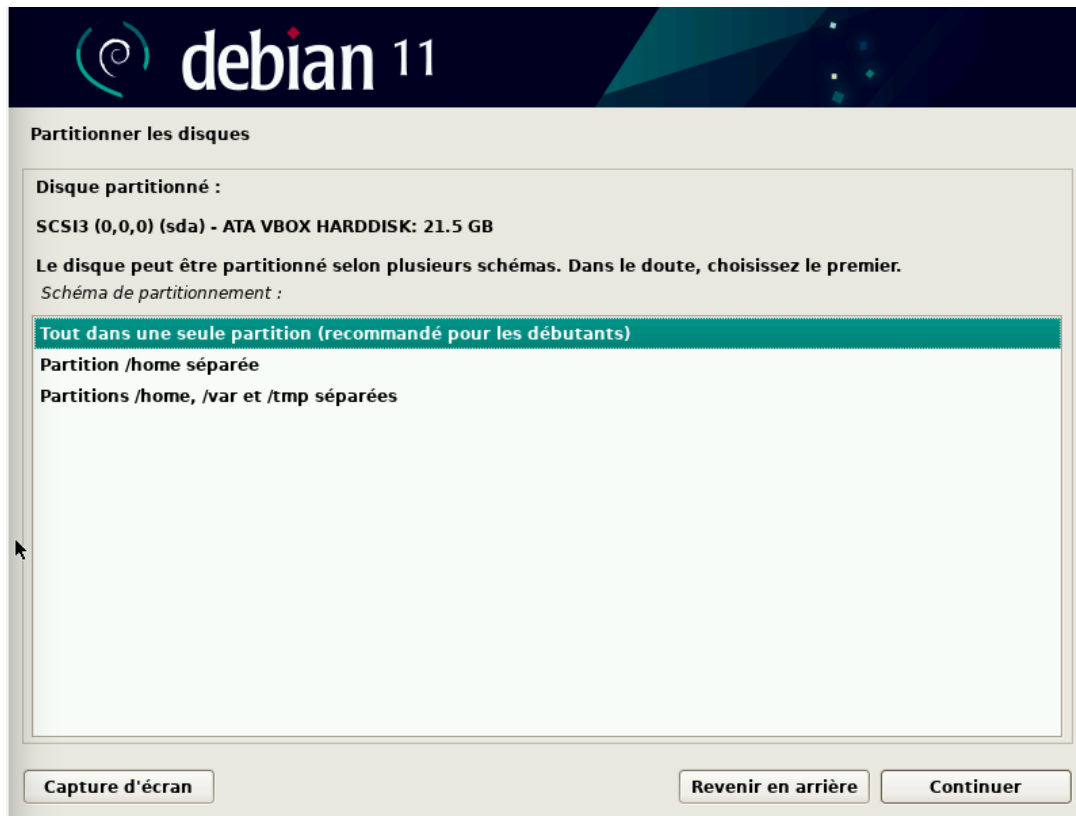 debian 11
Partitionner les disques
Disque partitionné :
SCSI3 (0,0,0) (sda) - ATA VBOX HARDDISK: 21.5 GB
Le disque peut être partitionné selon plusieurs schémas. Dans le doute, choisissez le premier.
Schéma de partitionnement :
Tout dans une seule partition (recommandé pour les débutants)
Partition /home séparée
Partitions /home, /var et /tmp séparées
Capture d'écran
Revenir en arrière
Continuer